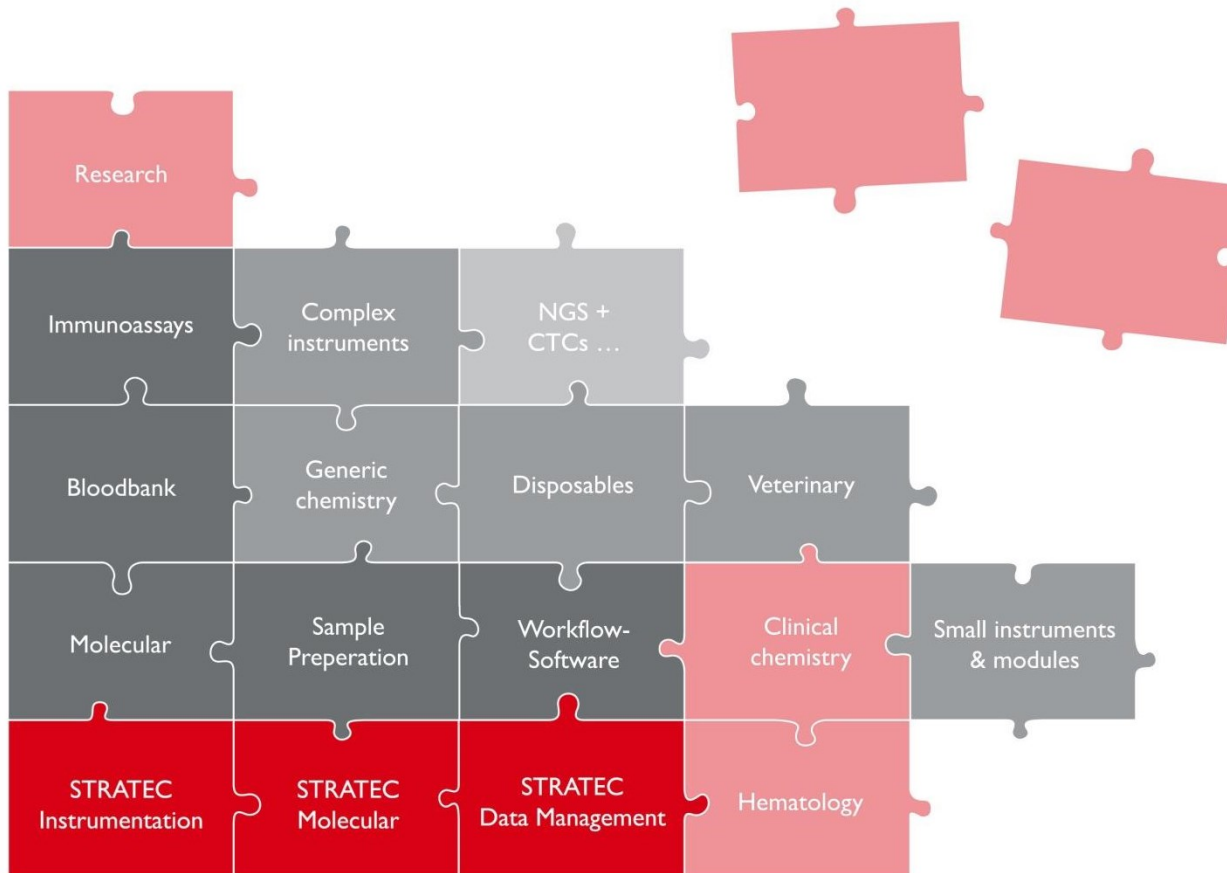 Research
Immunoassays
Complex
instruments
NGS +
CTCs ...
Bloodbank
Generic
chemistry
Disposables
Veterinary
Molecular
Sample
Preperation
Workflow-
Software
Clinical
chemistry
Small instruments
& modules
STRATEC
Instrumentation
STRATEC
Molecular
STRATEC
Data Management
Hematology